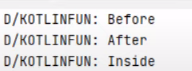 D/KOTLINFUN: Before
D/KOTLINFUN: After
D/KOTLINFUN: Inside